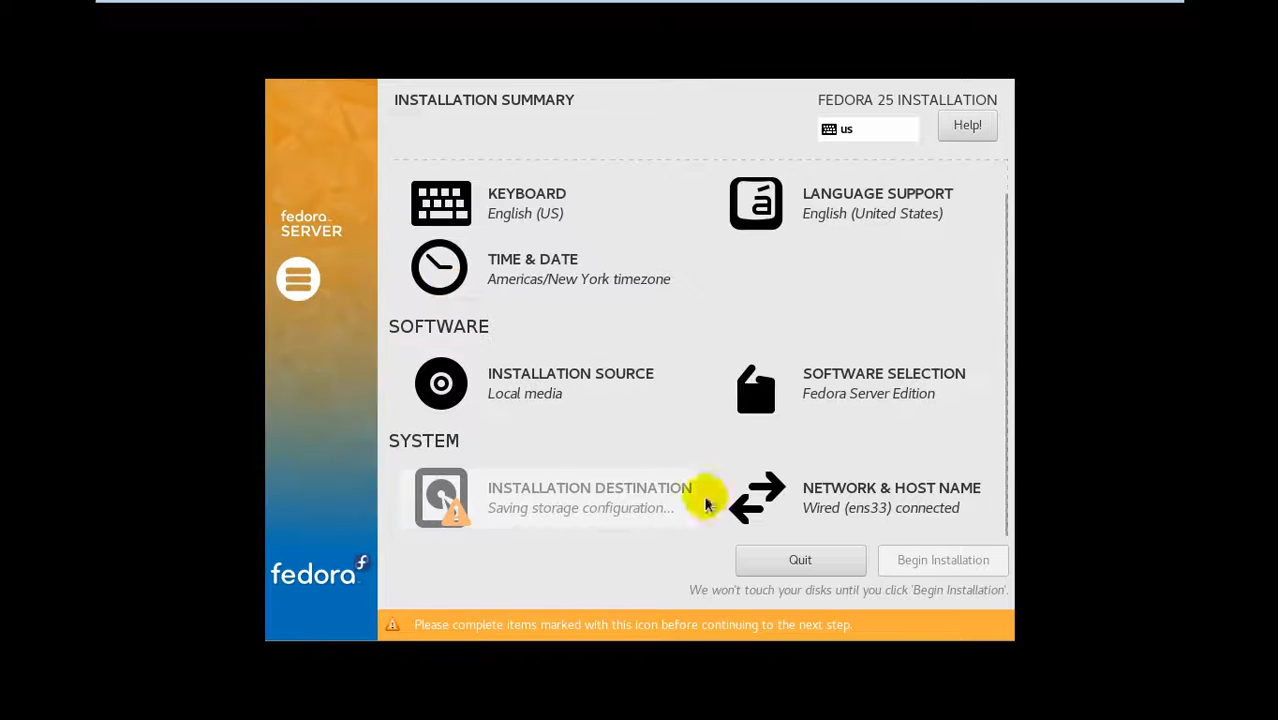 INSTALLATION SUMMARY
FEDORA 25 INSTALLATION
us
Help!
fedora™
SERVER
KEYBOARD
English (US)
LANGUAGE SUPPORT
English (United States)
TIME & DATE
Americas/New York timezone
SOFTWARE
INSTALLATION SOURCE
Local media
SOFTWARE SELECTION
Fedora Server Edition
SYSTEM
INSTALLATION DESTINATION
Saving storage configuration...
NETWORK & HOST NAME
Wired (ens33) connected
Quit
Begin Installation
We won't touch your disks until you click 'Begin Installation'.
fedora
Please complete items marked with this icon before continuing to the next step.